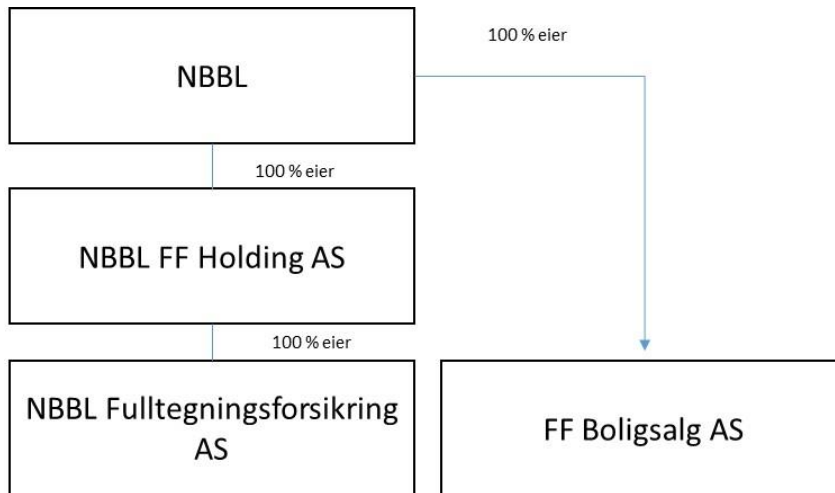 100 % eier
NBBL
100 % eier
NBBL FF Holding AS
100 % eier
NBBL Fulltegningsforsikring
AS
FF Boligsalg AS